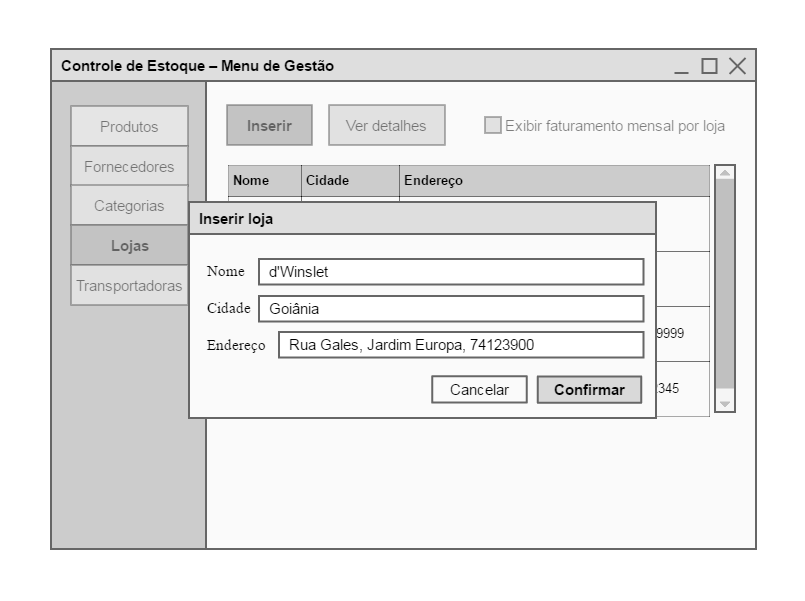 Controle de Estoque – Menu de Gestão
Produtos
Fornecedores
Categorias
Lojas
Transportadoras
Inserir
Ver detalhes
Exibir faturamento mensal por loja
Nome
Cidade
Endereço
9999
345
Inserir loja
Nome
d'Winslet
Cidade
Goiânia
Endereço
Rua Gales, Jardim Europa, 74123900
Cancelar
Confirmar